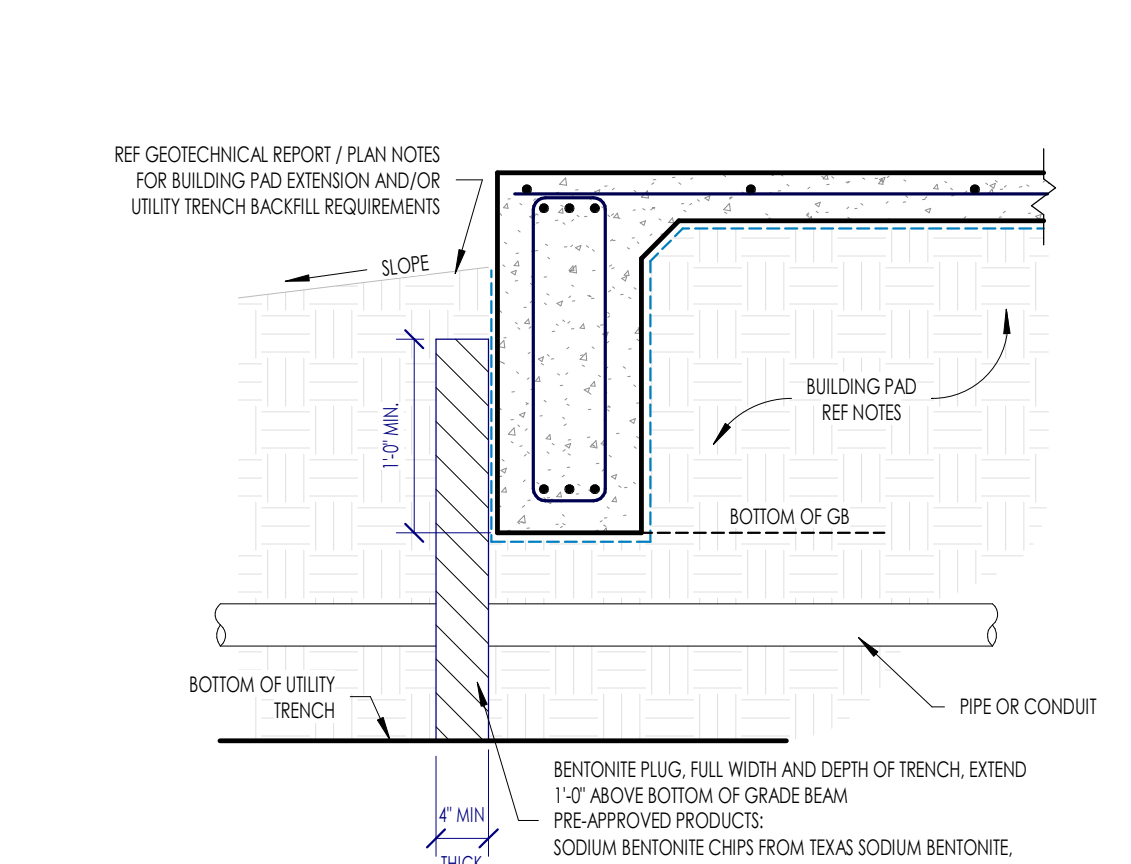 REF GEOTECHNICAL REPORT / PLAN NOTES
FOR BUILDING PAD EXTENSION AND/OR
UTILITY TRENCH BACKFILL REQUIREMENTS
SLOPE
1'-0" MIN.
BUILDING PAD
REF NOTES
BOTTOM OF GB
BOTTOM OF UTILITY
TRENCH
PIPE OR CONDUIT
BENTONITE PLUG, FULL WIDTH AND DEPTH OF TRENCH, EXTEND
1'-0" ABOVE BOTTOM OF GRADE BEAM
PRE-APPROVED PRODUCTS:
SODIUM BENTONITE CHIPS FROM TEXAS SODIUM BENTONITE,
4" MIN
THICK